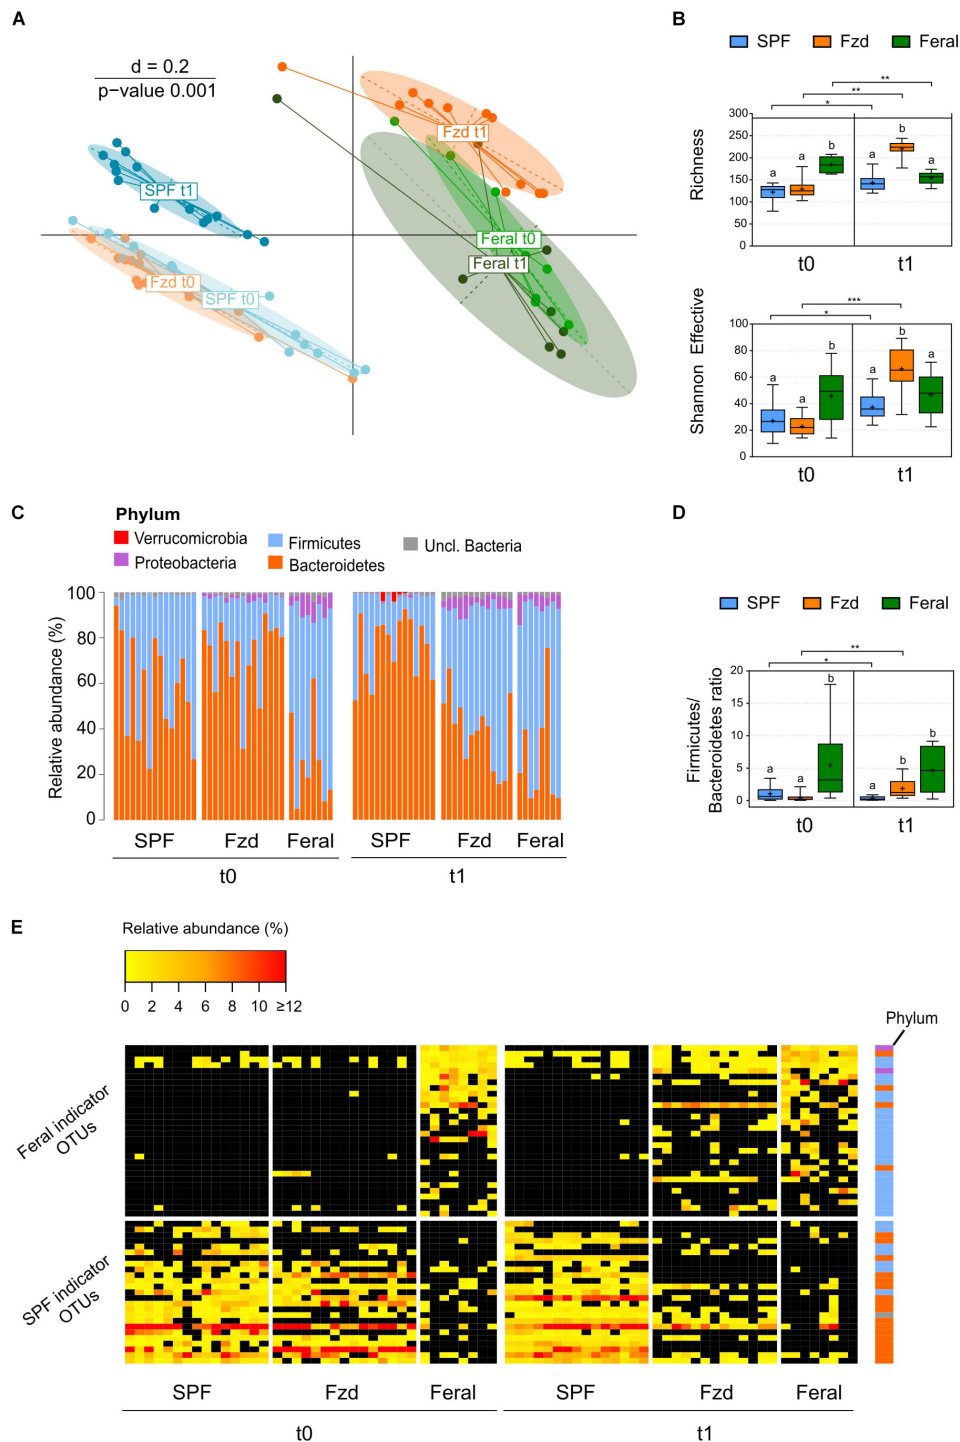 A
d = 0.2
p−value 0.001
Fzd t1
SPF t1
Feral t0
Feral t1
Fzd t0
SPF t0
B
SPF Fzd Feral
**
**
*
Richness
300
250
200
150
100
50
0
a a b a b a
t0 t1
***
*
Shannon Effective
100
80
60
40
20
0
a a b a b a
t0 t1
C
Phylum
Verrucomicrobia Firmicutes Uncl. Bacteria
Proteobacteria Bacteroidetes
Relative abundance (%)
100
80
60
40
20
0
SPF Fzd Feral SPF Fzd Feral
t0 t1
D
SPF Fzd Feral
**
*
Firmicutes/
Bacteroidetes ratio
20
15
10
5
0
a a b a b b
t0 t1
E
Relative abundance (%)
0 2 4 6 8 10 ≥12
Phylum
Feral indicator
OTUs
SPF indicator
OTUs
SPF Fzd Feral SPF Fzd Feral
t0 t1